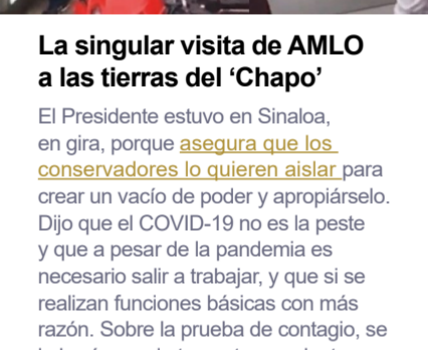 La singular visita de AMLO
a las tierras del ‘Chapo’
El Presidente estuvo en Sinaloa,
en gira, porque asegura que los
conservadores lo quieren aislar para
crear un vacío de poder y apropiárselo.
Dijo que el COVID-19 no es la peste
y que a pesar de la pandemia es
necesario salir a trabajar, y que si se
realizan funciones básicas con más
razón. Sobre la prueba de contagio, se